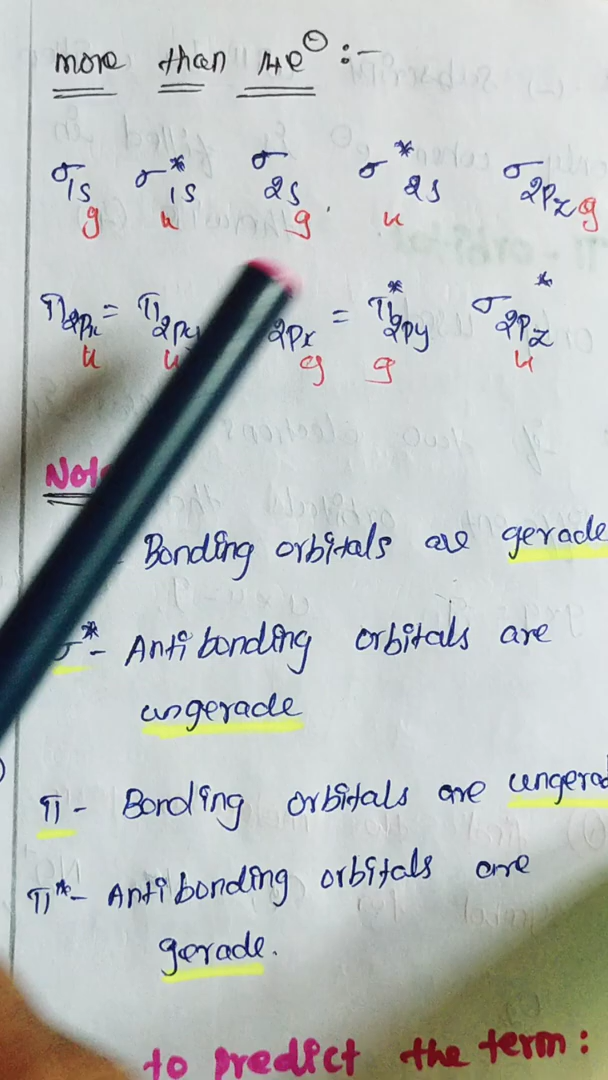 more than 14e⊖ :-
σ1s σ*1s σ2s σ*2s σ2pz
g u g u g
π2px = π2py 2px = π*2py σ*2pz
u u g g u
Bonding orbitals are gerade
σ*- Antibonding orbitals are
ungerade
π - Bonding orbitals are
π*- Antibonding orbitals are
gerade.
to predict the term: